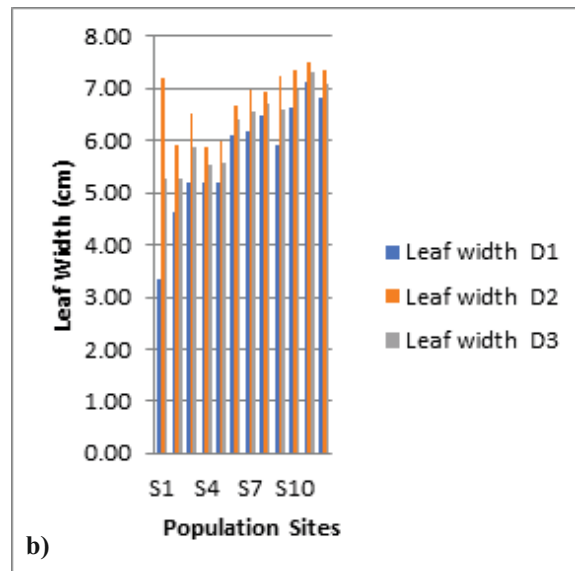 8.00
7.00
6.00
5.00
4.00
3.00
2.00
1.00
0.00
Leaf Width (cm)
S1 S4 S7 S10
Population Sites
Leaf width D1
Leaf width D2
Leaf width D3
b)